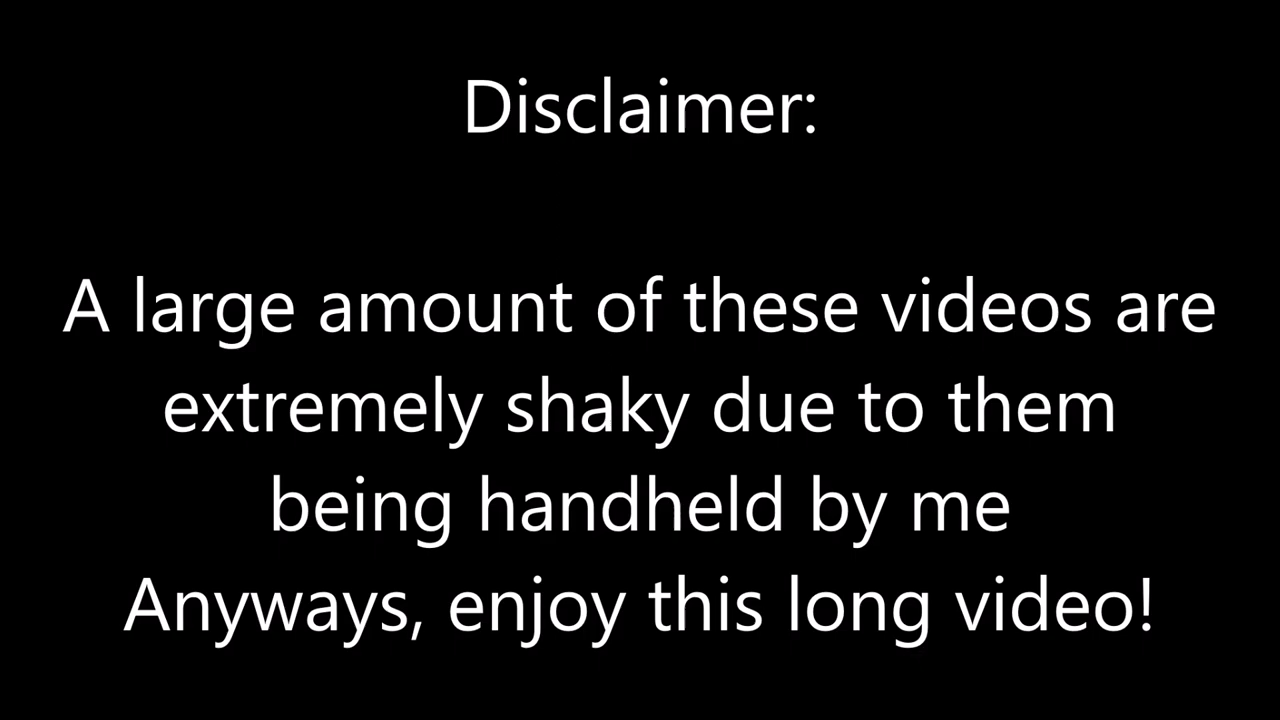 Disclaimer:
A large amount of these videos are
extremely shaky due to them
being handheld by me
Anyways, enjoy this long video!